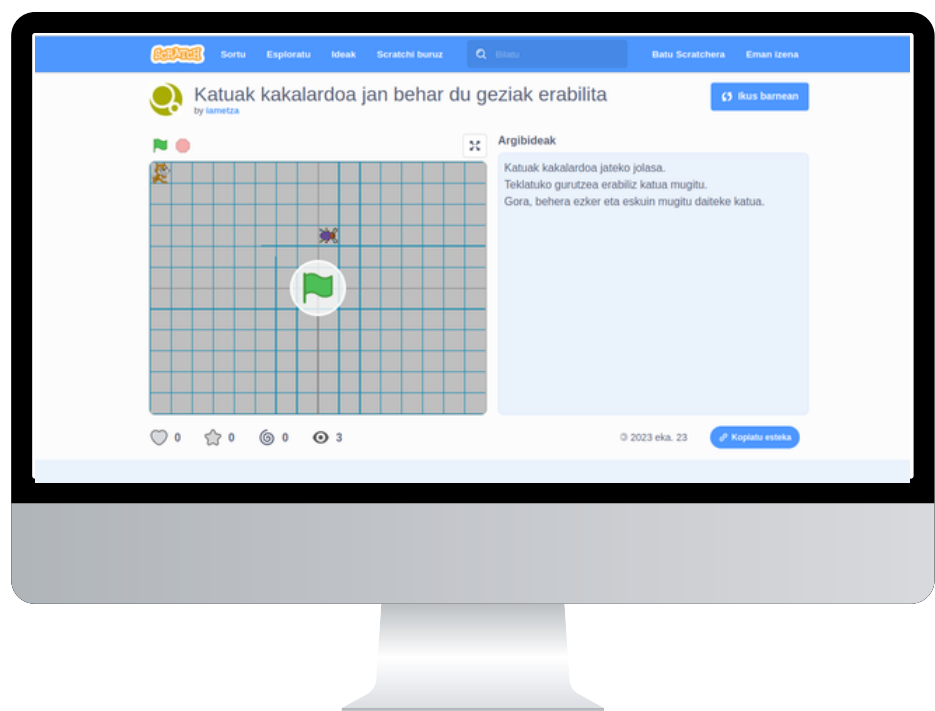 SCRATCH Sortu Esploratu Ideak Scratchi buruz Bilatu Batu Scratchera Eman izena
Katuak kakalardoa jan behar du geziak erabilita
by iametza
Ikus barnean
Argibideak
Katuak kakalardoa jateko jolasa.
Teklatuko gurutzea erabiliz katua mugitu.
Gora, behera ezker eta eskuin mugitu daiteke katua.
0 0 0 3
© 2023 eka. 23
Kopiatu esteka